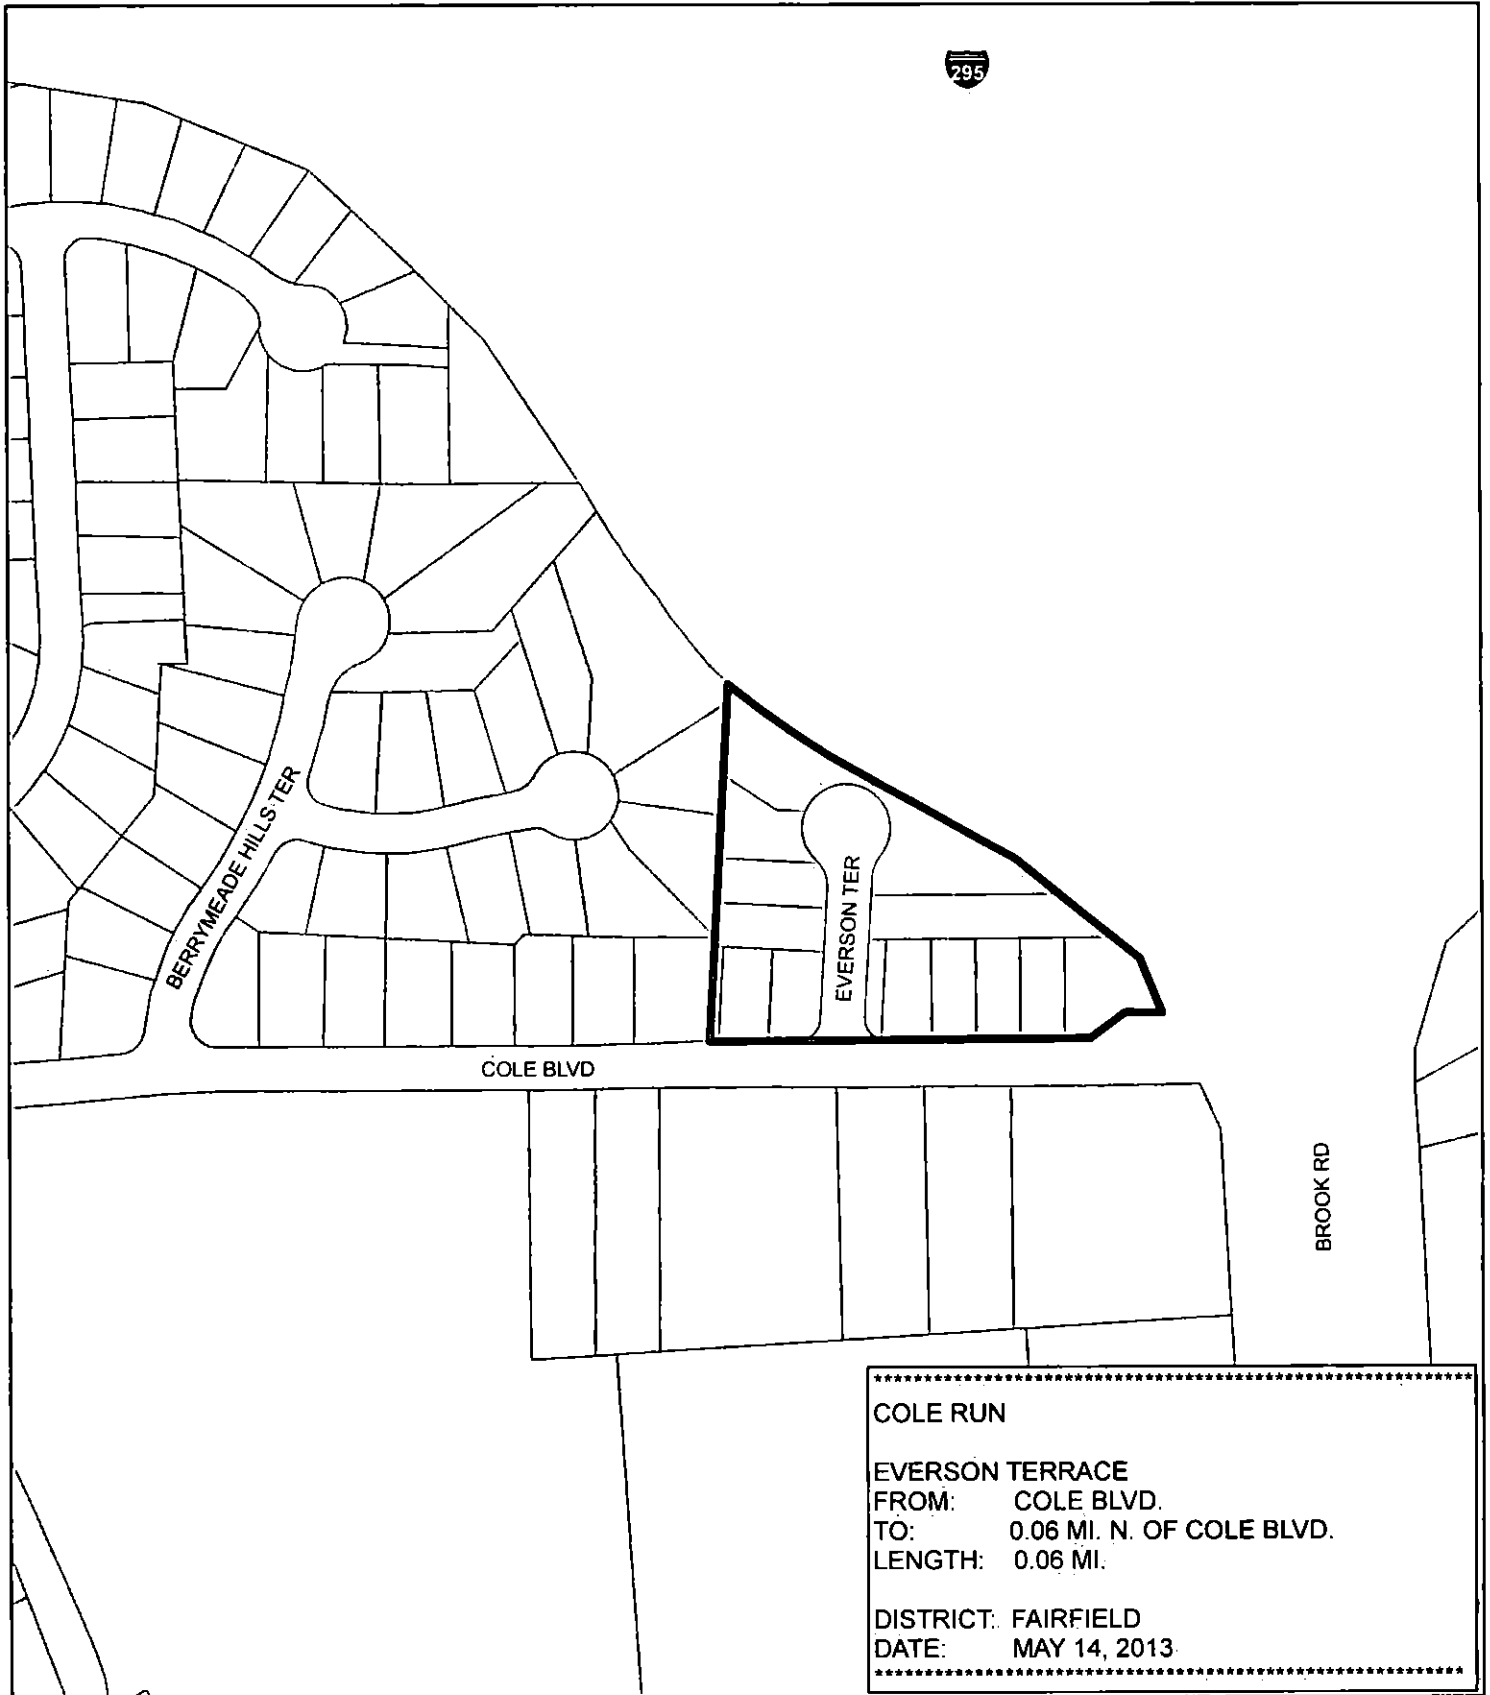 295
BERRYMEADE HILLS TER
EVERSON TER
COLE BLVD
BROOK RD
************************************************************
COLE RUN
EVERSON TERRACE
FROM: COLE BLVD.
TO: 0.06 MI. N. OF COLE BLVD.
LENGTH: 0.06 MI.
DISTRICT: FAIRFIELD
DATE: MAY 14, 2013
************************************************************